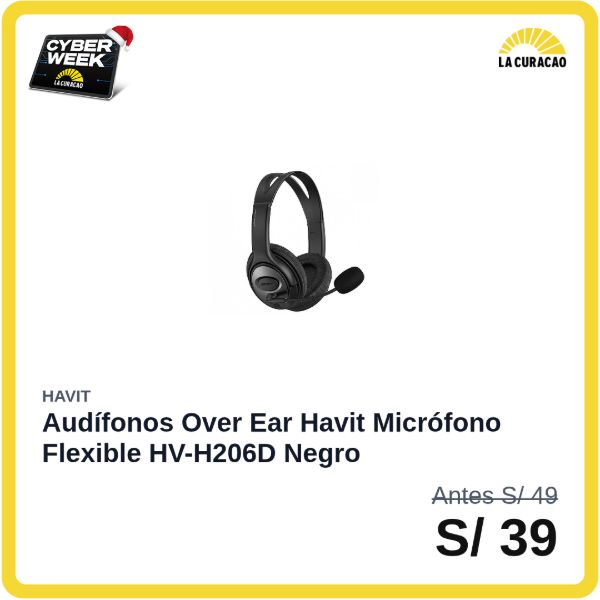 CYBER
WEEK
LA CURACAO
LA CURACAO
HAVIT
Audífonos Over Ear Havit Micrófono
Flexible HV-H206D Negro
Antes S/ 49
S/ 39